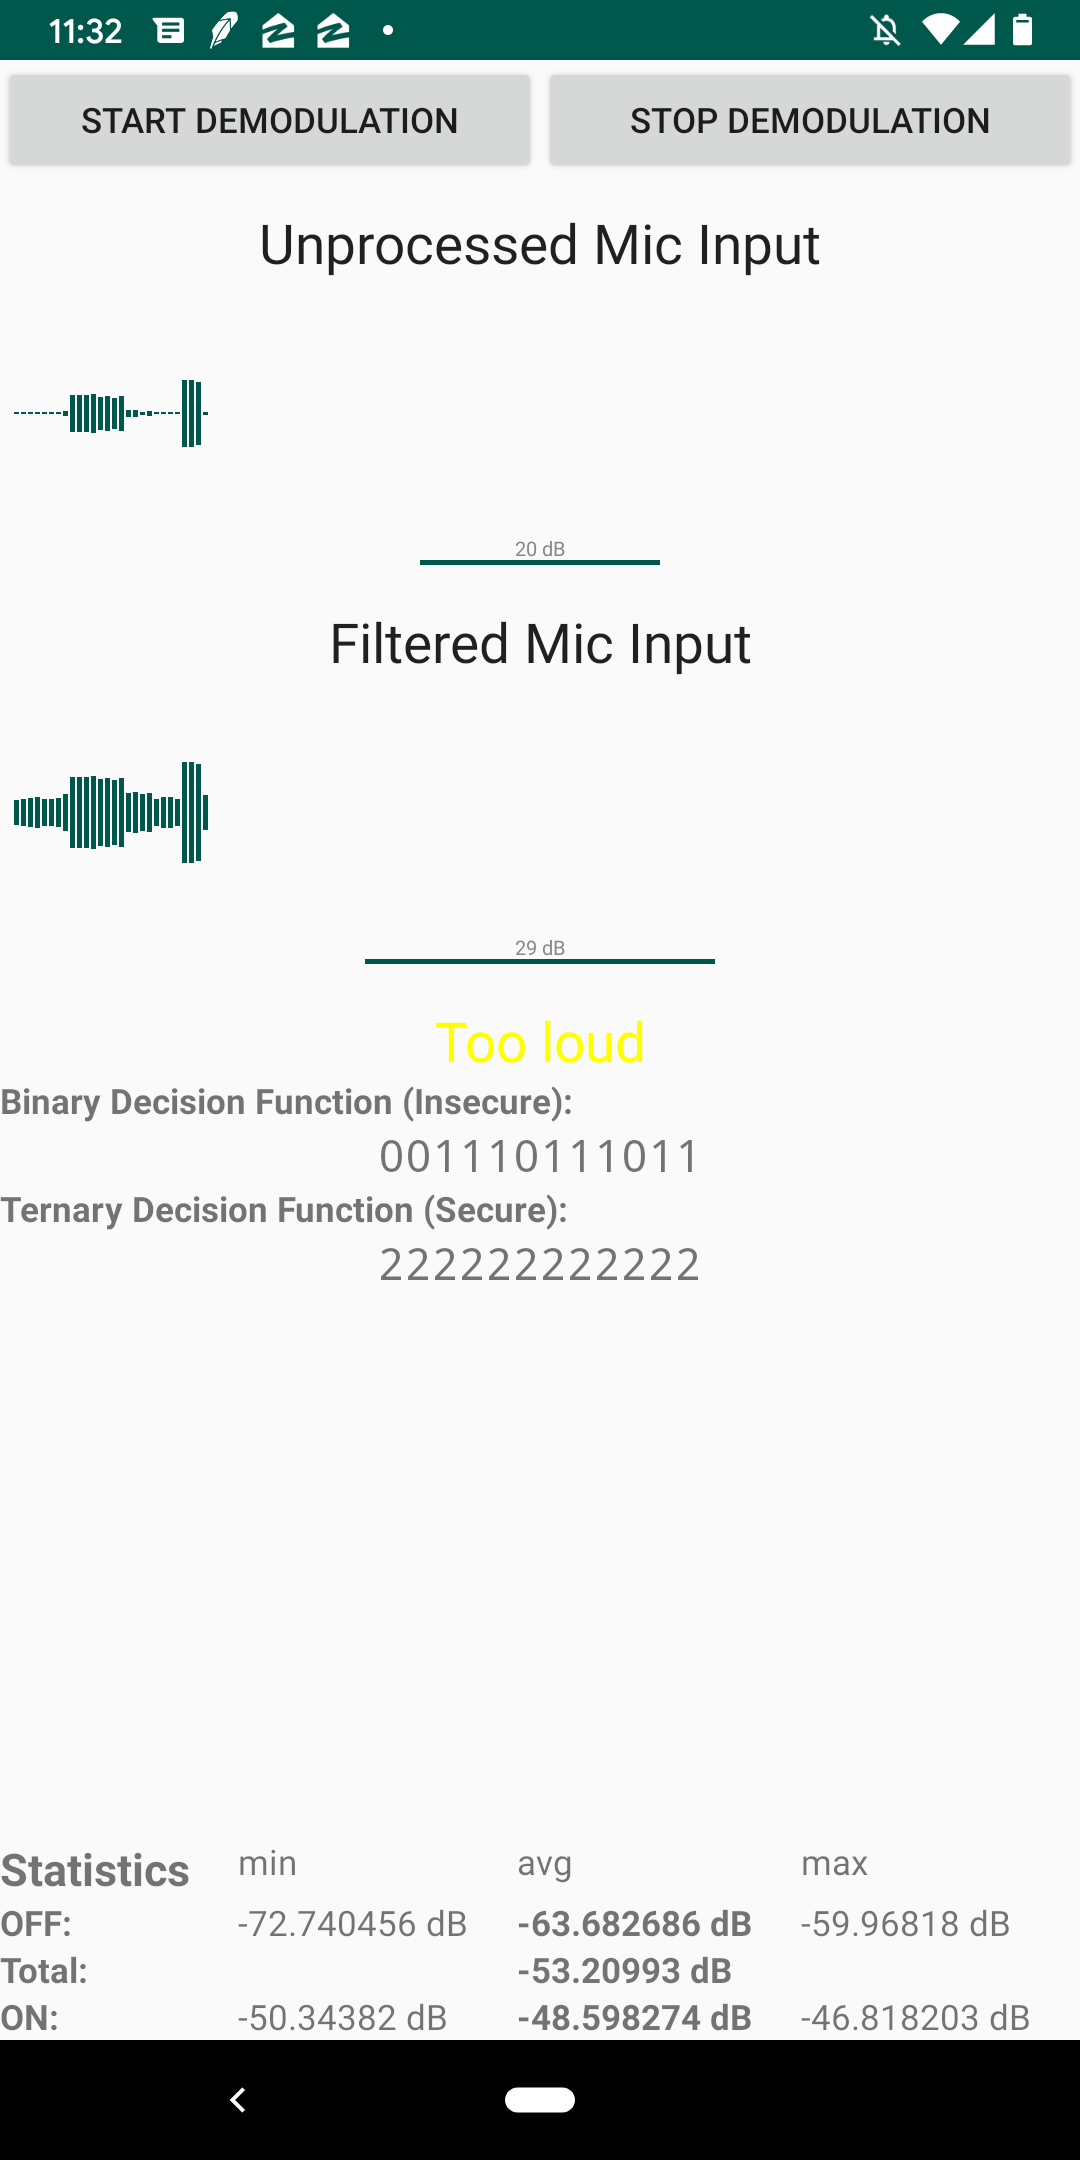 11:32
START DEMODULATION STOP DEMODULATION
Unprocessed Mic Input
20 dB
Filtered Mic Input
29 dB
Too loud
Binary Decision Function (Insecure):
001110111011
Ternary Decision Function (Secure):
222222222222
Statistics min avg max
OFF: -72.740456 dB -63.682686 dB -59.96818 dB
Total: -53.20993 dB
ON: -50.34382 dB -48.598274 dB -46.818203 dB